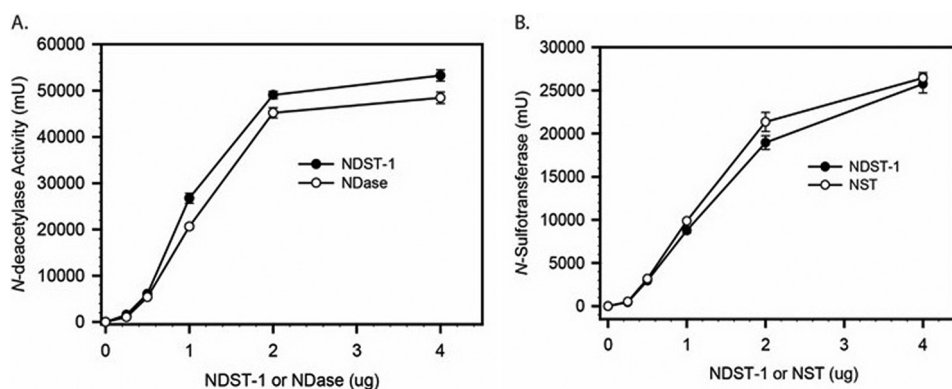 A.
N-deacetylase Activity (mU)
60000
50000
40000
30000
20000
10000
0
NDST-1
NDase
0 1 2 3 4
NDST-1 or NDase (ug)
B.
N-Sulfotransferase (mU)
30000
25000
20000
15000
10000
5000
0
NDST-1
NST
0 1 2 3 4
NDST-1 or NST (ug)